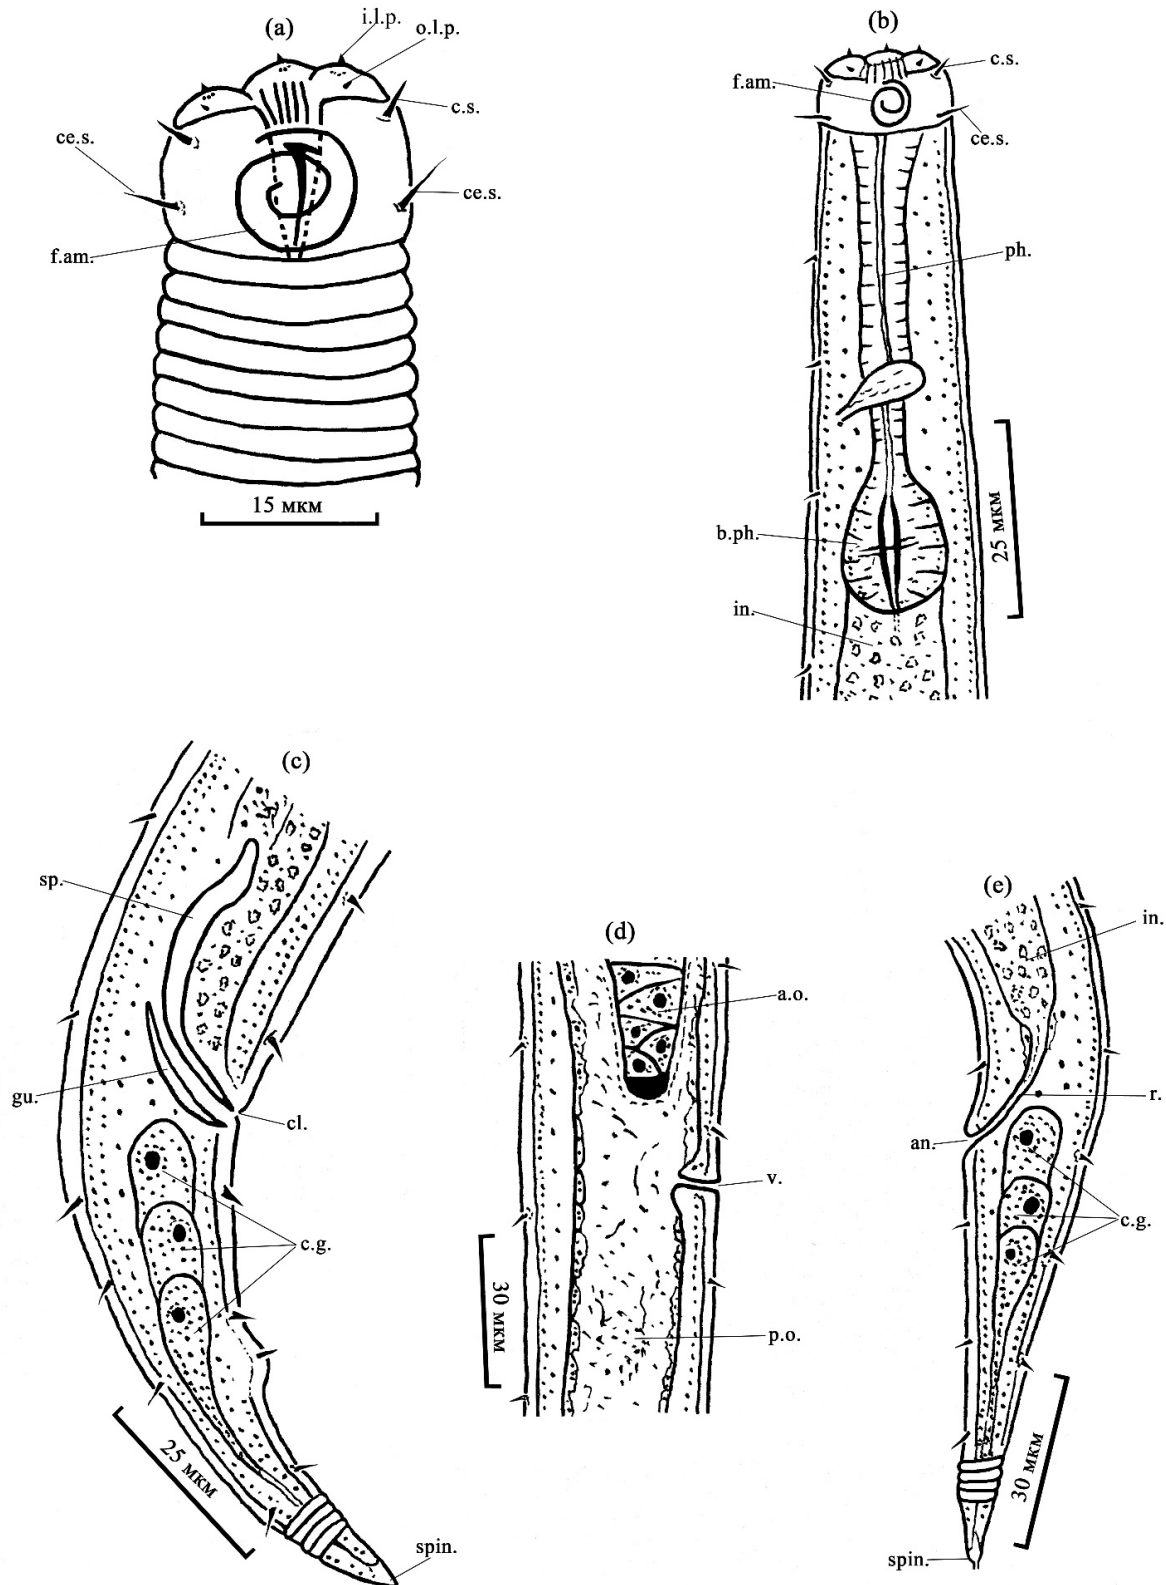 (a)
i.l.p.
o.l.p.
c.s.
ce.s.
ce.s.
f.am.
15 мкм
(b)
c.s.
f.am.
ce.s.
ph.
b.ph.
25 мкм
in.
(c)
sp.
gu.
cl.
c.g.
25 мкм
spin.
(d)
a.o.
v.
30 мкм
p.o.
(e)
in.
r.
an.
c.g.
30 мкм
spin.